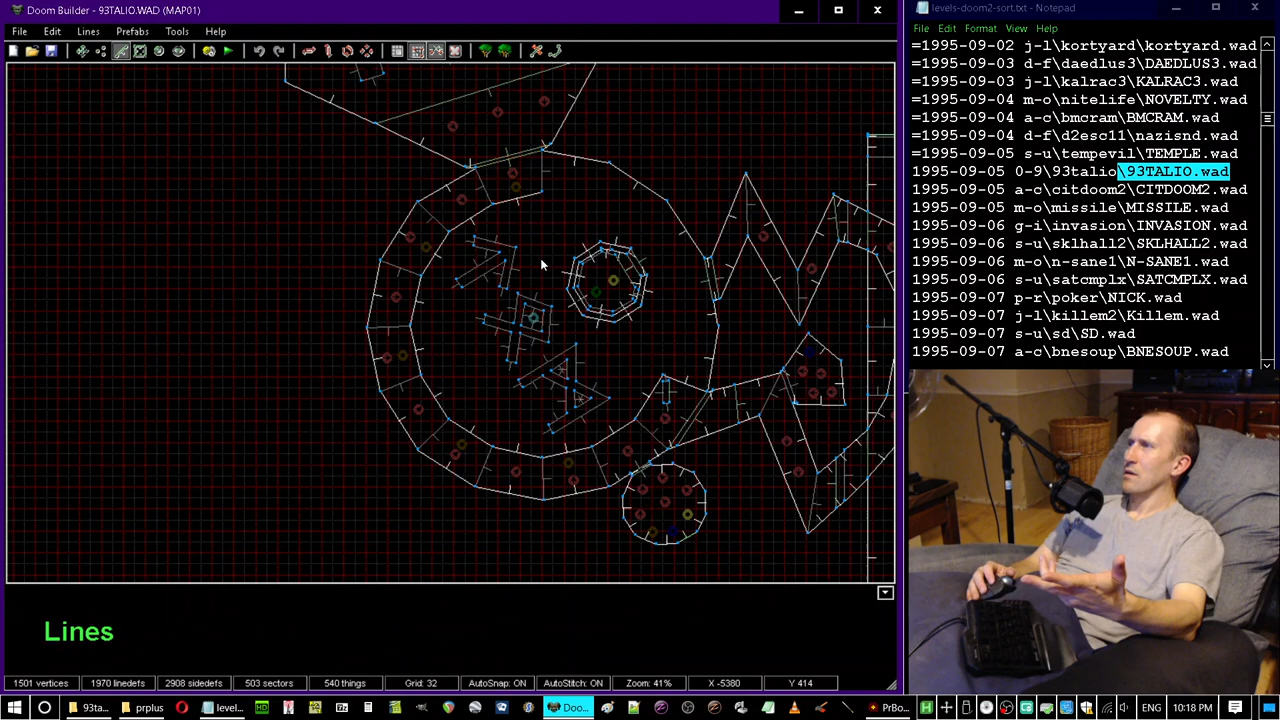 Doom Builder - 93TALIO.WAD (MAP01)
File Edit Lines Prefabs Tools Help
Lines
1501 vertices 1970 linedefs 2908 sidedefs 503 sectors 540 things Grid: 32 AutoSnap: ON AutoStitch: ON Zoom: 41% X -5380 Y 414
levels-doom2-sort.txt - Notepad
File Edit Format View Help
=1995-09-02 j-l\kortyard\kortyard.wad
=1995-09-03 d-f\daedlus3\DAEDLUS3.wad
=1995-09-03 j-l\kalrac3\KALRAC3.wad
=1995-09-04 m-o\nitelife\NOVELTY.wad
=1995-09-04 a-c\bmcram\BMCRAM.wad
=1995-09-04 d-f\d2esc11\nazisnd.wad
=1995-09-05 s-u\tempevil\TEMPLE.wad
1995-09-05 0-9\93talio\93TALIO.wad
1995-09-05 a-c\citdoom2\CITDOOM2.wad
1995-09-05 m-o\missile\MISSILE.wad
1995-09-06 g-i\invasion\INVASION.wad
1995-09-06 s-u\sklhall2\SKLHALL2.wad
1995-09-06 m-o\n-sane1\N-SANE1.wad
1995-09-06 s-u\satcmplx\SATCMPLX.wad
1995-09-07 p-r\poker\NICK.wad
1995-09-07 j-l\killem2\Killem.wad
1995-09-07 s-u\sd\SD.wad
1995-09-07 a-c\bnesoup\BNESOUP.wad
93ta... prplus level... Doo... PrBo... ENG 10:18 PM